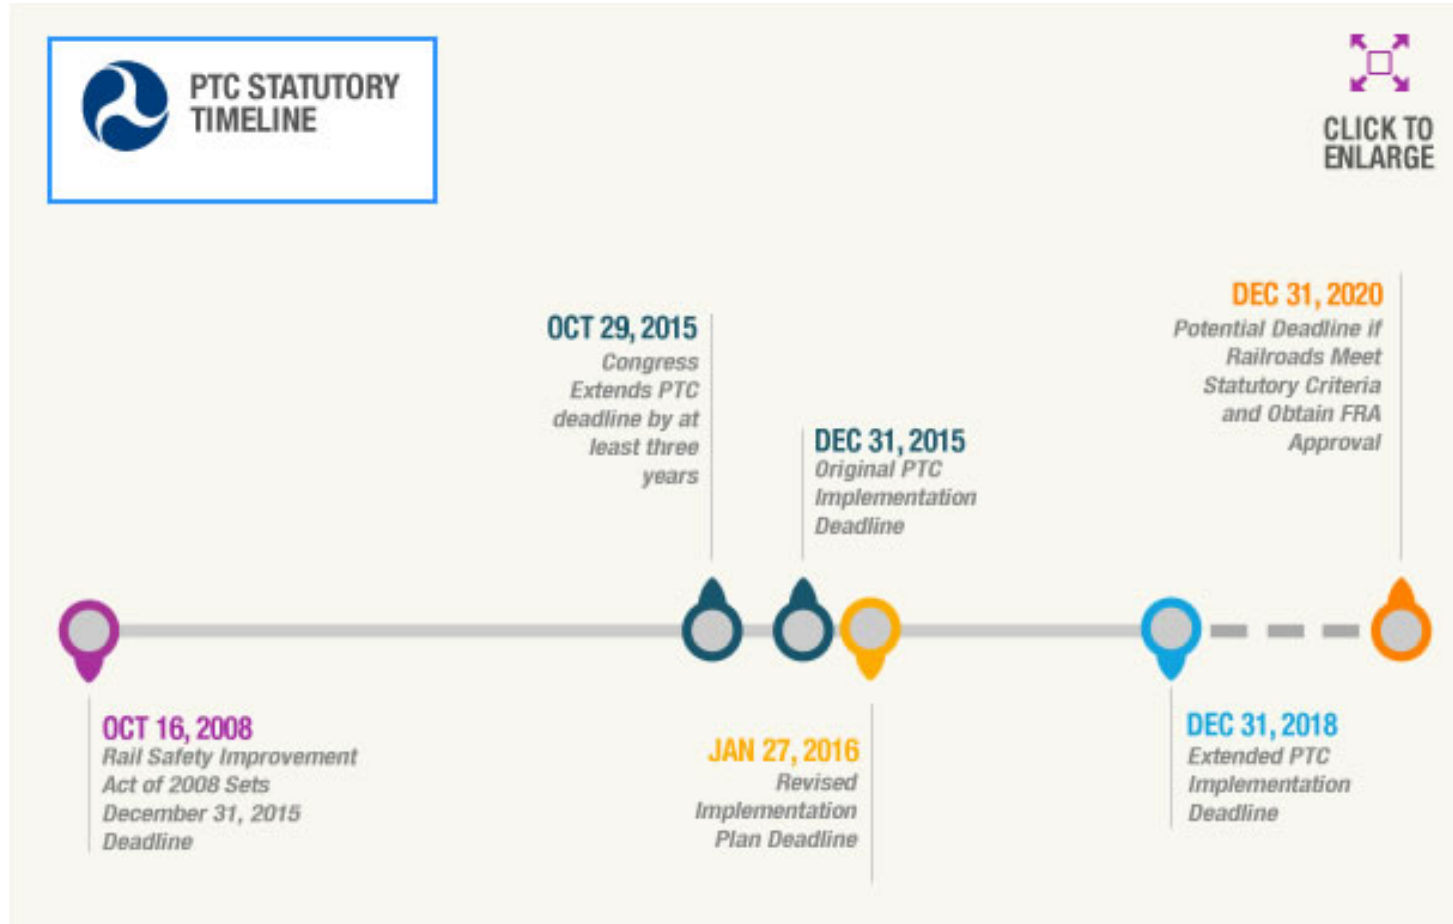 PTC STATUTORY
TIMELINE
CLICK TO
ENLARGE
OCT 29, 2015
Congress
Extends PTC
deadline by at
least three
years
DEC 31, 2015
Original PTC
Implementation
Deadline
DEC 31, 2020
Potential Deadline if
Railroads Meet
Statutory Criteria
and Obtain FRA
Approval
OCT 16, 2008
Rail Safety Improvement
Act of 2008 Sets
December 31, 2015
Deadline
JAN 27, 2016
Revised
Implementation
Plan Deadline
DEC 31, 2018
Extended PTC
Implementation
Deadline